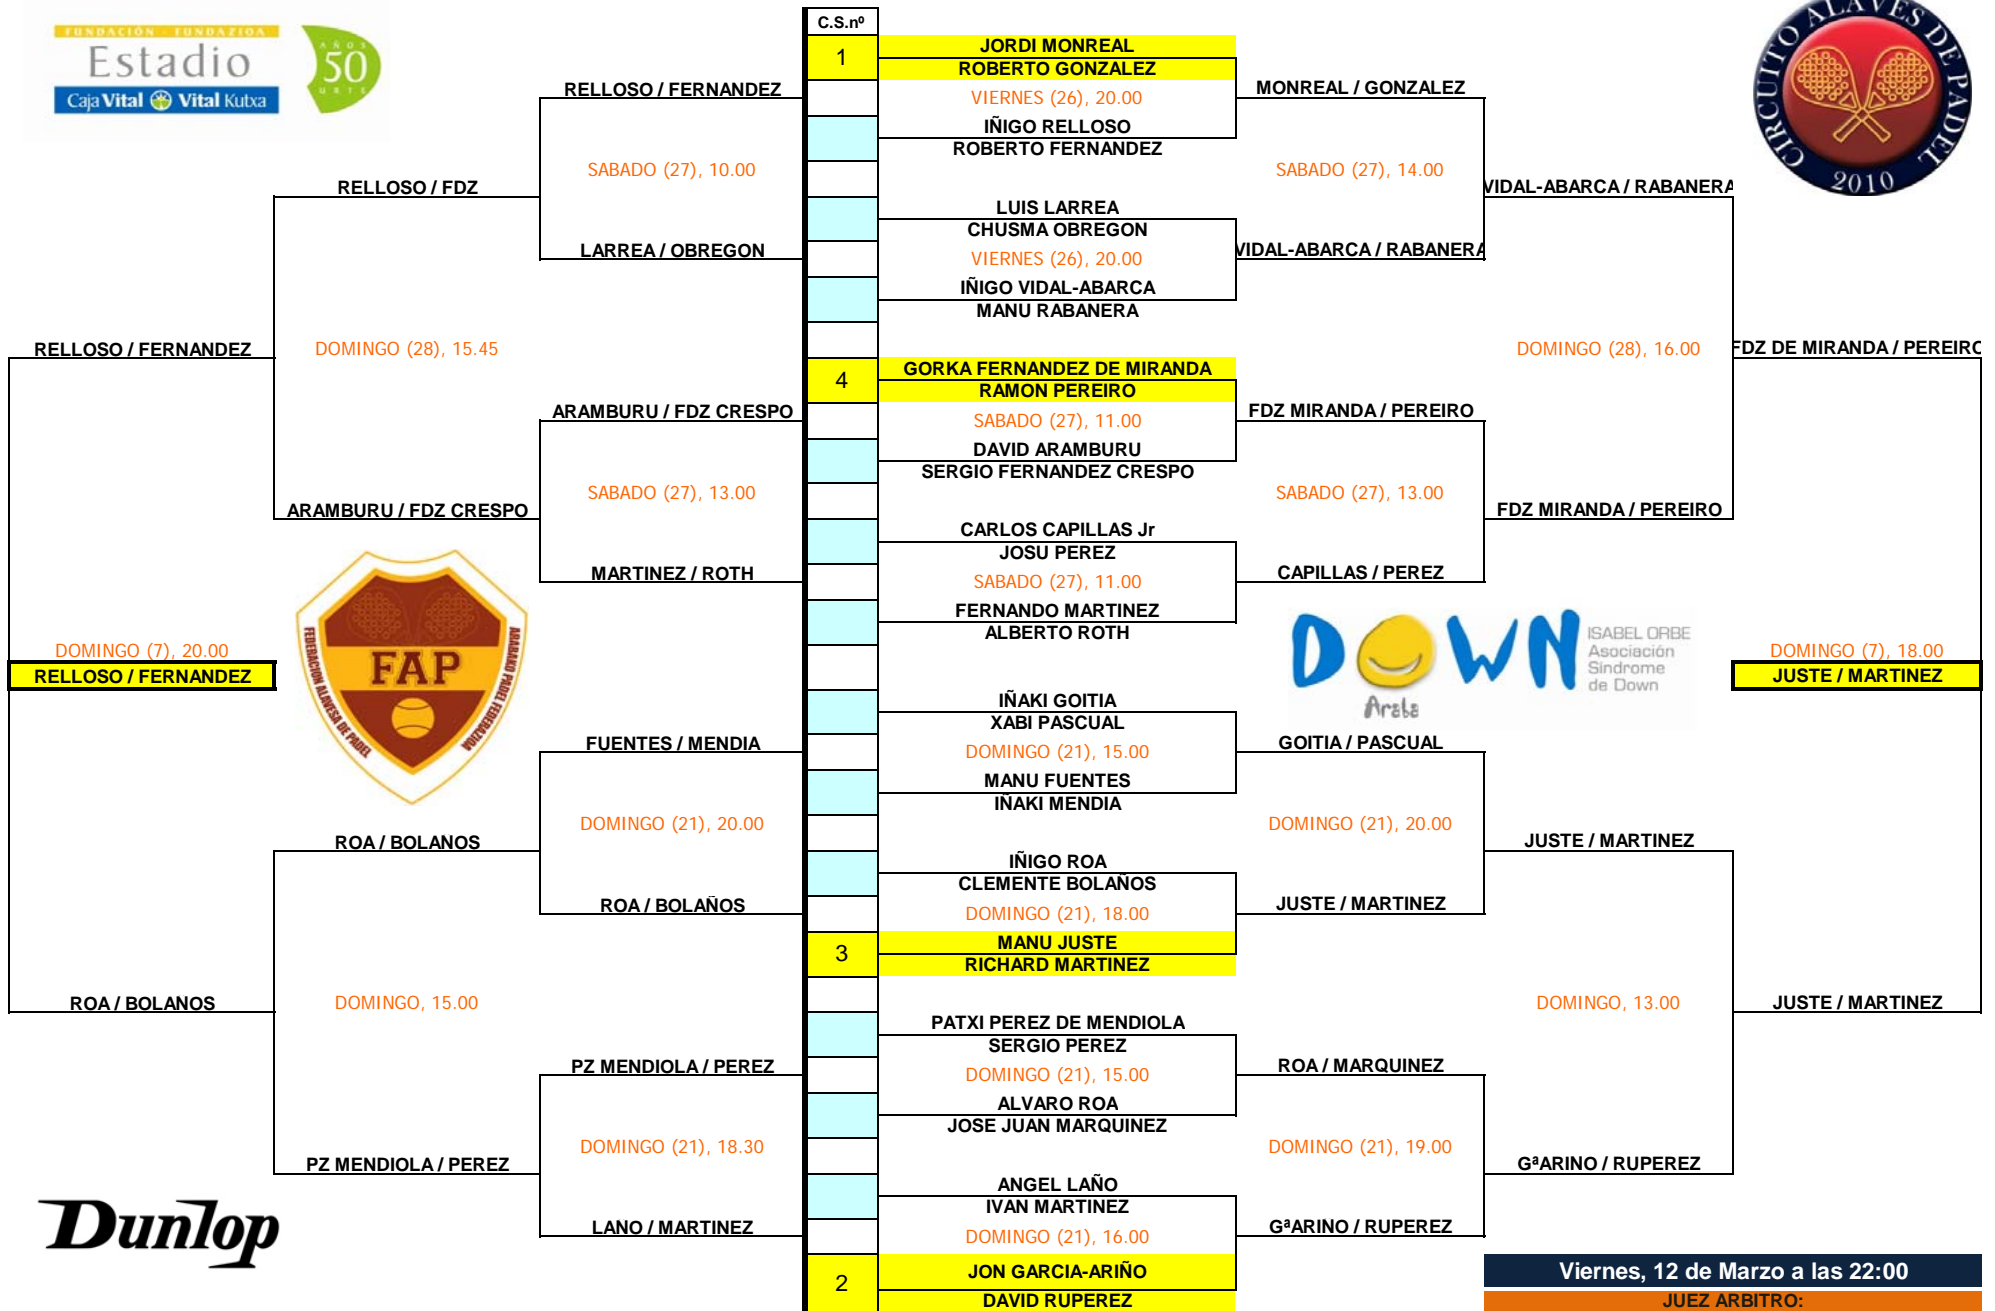 C.S.nº
FUNDACIÓN · FUNDAZIOA
Estadio
Caja Vital Vital Kutxa
AÑOS
50
URTE
CIRCUITO ALAVES DE PADEL
2010
1
JORDI MONREAL
ROBERTO GONZALEZ
RELLOSO / FERNANDEZ
VIERNES (26), 20.00
MONREAL / GONZALEZ
IÑIGO RELLOSO
ROBERTO FERNANDEZ
SABADO (27), 10.00
SABADO (27), 14.00
RELLOSO / FDZ
VIDAL-ABARCA / RABANERA
LUIS LARREA
CHUSMA OBREGON
LARREA / OBREGON
VIERNES (26), 20.00
VIDAL-ABARCA / RABANERA
IÑIGO VIDAL-ABARCA
MANU RABANERA
RELLOSO / FERNANDEZ
DOMINGO (28), 15.45
DOMINGO (28), 16.00
FDZ DE MIRANDA / PEREIRO
4
GORKA FERNANDEZ DE MIRANDA
RAMON PEREIRO
ARAMBURU / FDZ CRESPO
SABADO (27), 11.00
FDZ MIRANDA / PEREIRO
DAVID ARAMBURU
SERGIO FERNANDEZ CRESPO
SABADO (27), 13.00
SABADO (27), 13.00
ARAMBURU / FDZ CRESPO
FDZ MIRANDA / PEREIRO
CARLOS CAPILLAS Jr
JOSU PEREZ
MARTINEZ / ROTH
SABADO (27), 11.00
CAPILLAS / PEREZ
FERNANDO MARTINEZ
ALBERTO ROTH
FAP
FEDERACION ALAVESA DE PADEL
ARABAKO PADEL FEDERAZIOA
DOWN
Araba
ISABEL ORBE
Asociación
Síndrome
de Down
DOMINGO (7), 20.00
RELLOSO / FERNANDEZ
DOMINGO (7), 18.00
JUSTE / MARTINEZ
IÑAKI GOITIA
XABI PASCUAL
FUENTES / MENDIA
DOMINGO (21), 15.00
GOITIA / PASCUAL
MANU FUENTES
IÑAKI MENDIA
DOMINGO (21), 20.00
DOMINGO (21), 20.00
ROA / BOLANOS
JUSTE / MARTINEZ
IÑIGO ROA
CLEMENTE BOLAÑOS
ROA / BOLAÑOS
DOMINGO (21), 18.00
JUSTE / MARTINEZ
3
MANU JUSTE
RICHARD MARTINEZ
ROA / BOLANOS
DOMINGO, 15.00
DOMINGO, 13.00
JUSTE / MARTINEZ
PATXI PEREZ DE MENDIOLA
SERGIO PEREZ
PZ MENDIOLA / PEREZ
DOMINGO (21), 15.00
ROA / MARQUINEZ
ALVARO ROA
JOSE JUAN MARQUINEZ
DOMINGO (21), 18.30
DOMINGO (21), 19.00
PZ MENDIOLA / PEREZ
GªARINO / RUPEREZ
ANGEL LAÑO
IVAN MARTINEZ
LANO / MARTINEZ
DOMINGO (21), 16.00
GªARINO / RUPEREZ
2
JON GARCIA-ARIÑO
DAVID RUPEREZ
Dunlop
Viernes, 12 de Marzo a las 22:00
JUEZ ARBITRO: